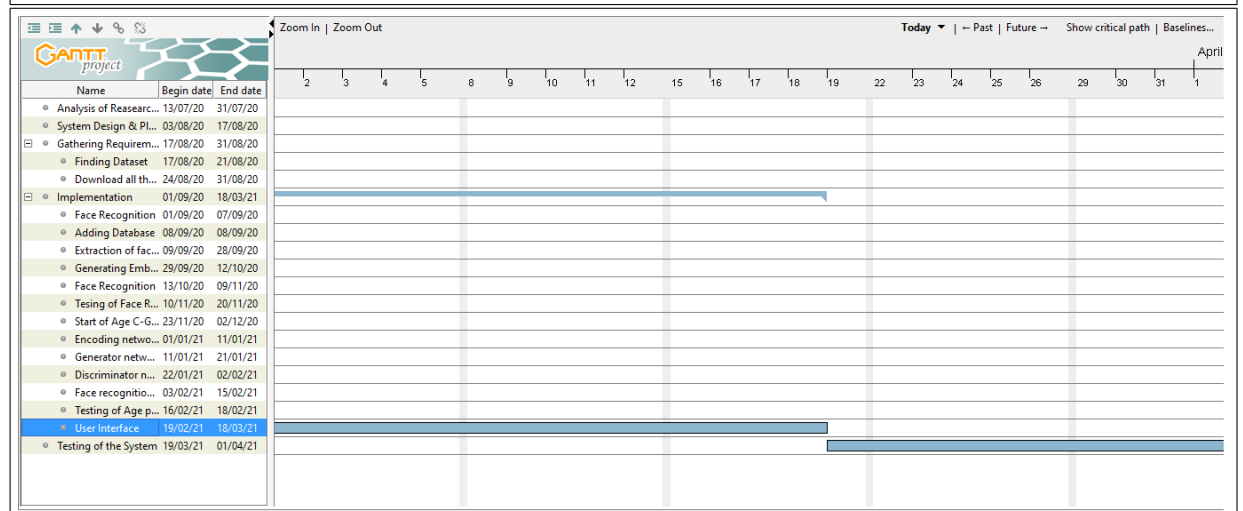 Zoom In | Zoom Out
Today ▼ | ← Past | Future → Show critical path | Baselines...
GANTT
project
April
2 3 4 5 8 9 10 11 12 15 16 17 18 19 22 23 24 25 26 29 30 31 1
Name Begin date End date
Analysis of Reasearc... 13/07/20 31/07/20
System Design & Pl... 03/08/20 17/08/20
Gathering Requirem... 17/08/20 31/08/20
Finding Dataset 17/08/20 21/08/20
Download all th... 24/08/20 31/08/20
Implementation 01/09/20 18/03/21
Face Recognition 01/09/20 07/09/20
Adding Database 08/09/20 08/09/20
Extraction of fac... 09/09/20 28/09/20
Generating Emb... 29/09/20 12/10/20
Face Recognition 13/10/20 09/11/20
Tesing of Face R... 10/11/20 20/11/20
Start of Age C-G... 23/11/20 02/12/20
Encoding netwo... 01/01/21 11/01/21
Generator netw... 11/01/21 21/01/21
Discriminator n... 22/01/21 02/02/21
Face recognitio... 03/02/21 15/02/21
Testing of Age p... 16/02/21 18/02/21
User Interface 19/02/21 18/03/21
Testing of the System 19/03/21 01/04/21